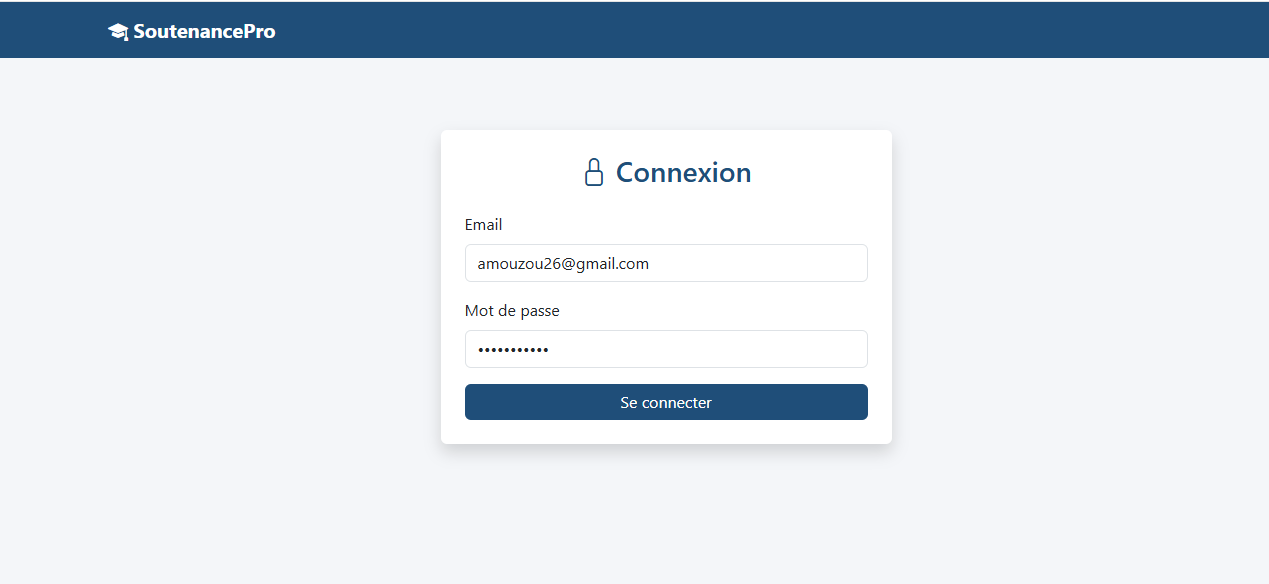 SoutenancePro
Connexion
Email
amouzou26@gmail.com
Mot de passe
•••••••••••
Se connecter